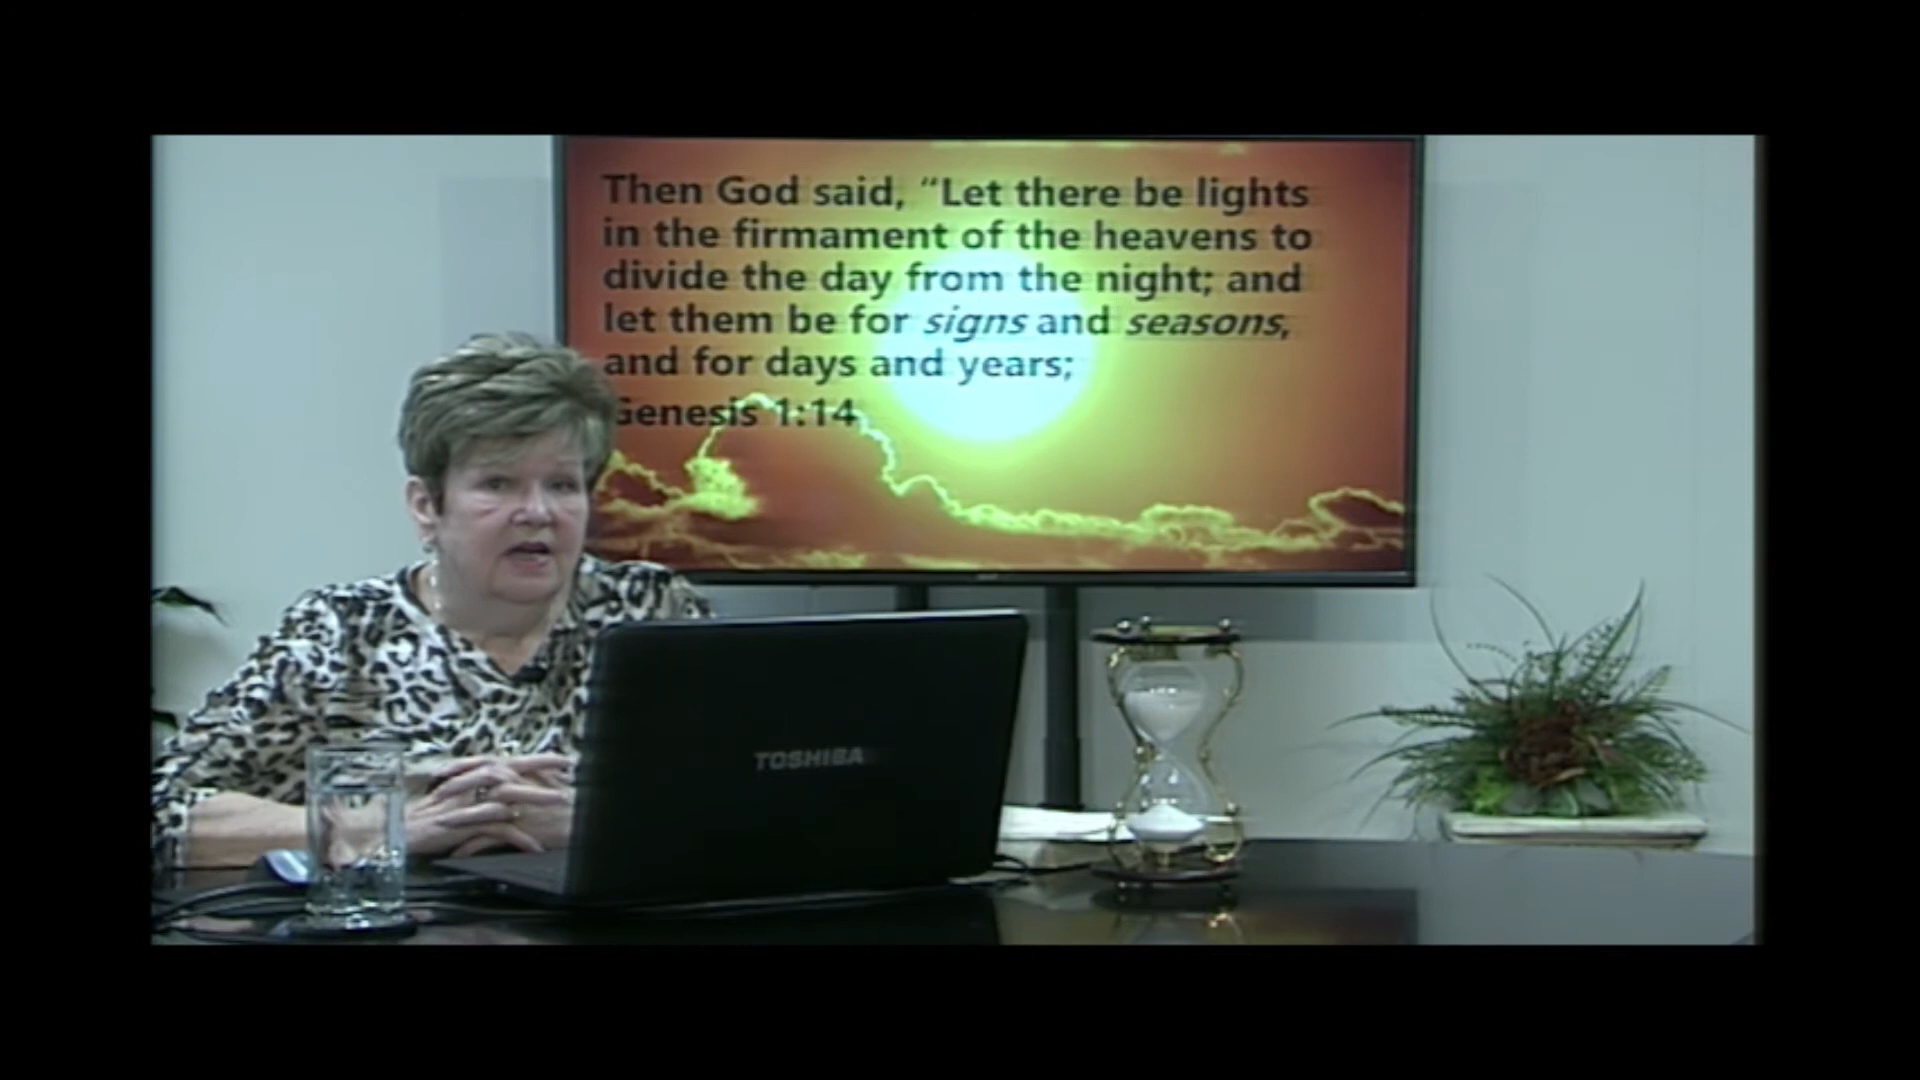 Then God said, “Let there be lights
in the firmament of the heavens to
divide the day from the night; and
let them be for signs and seasons,
and for days and years;
Genesis 1:14
TOSHIBA